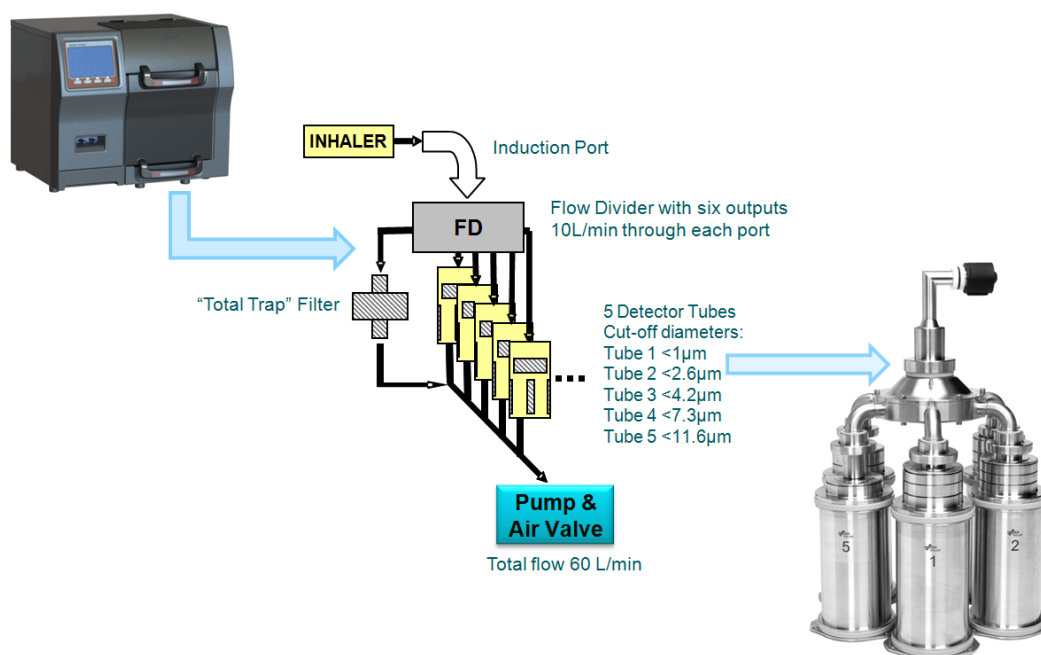 INHALER
Induction Port
FD
Flow Divider with six outputs
10L/min through each port
“Total Trap” Filter
5 Detector Tubes
Cut-off diameters:
Tube 1 <1µm
Tube 2 <2.6µm
Tube 3 <4.2µm
Tube 4 <7.3µm
Tube 5 <11.6µm
Pump &
Air Valve
Total flow 60 L/min
5
1
2